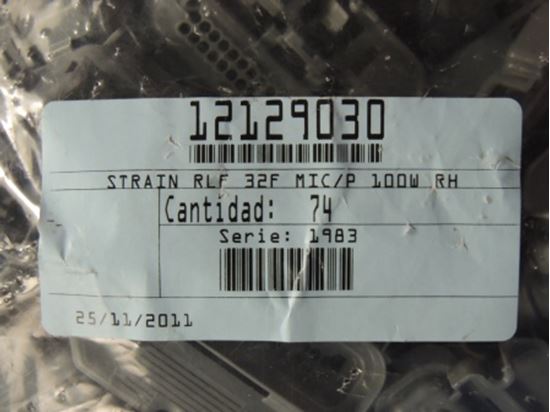 12129030
STRAIN RLF 32F MIC/P 100W RH
Cantidad: 74
Serie: 1983
25/11/2011